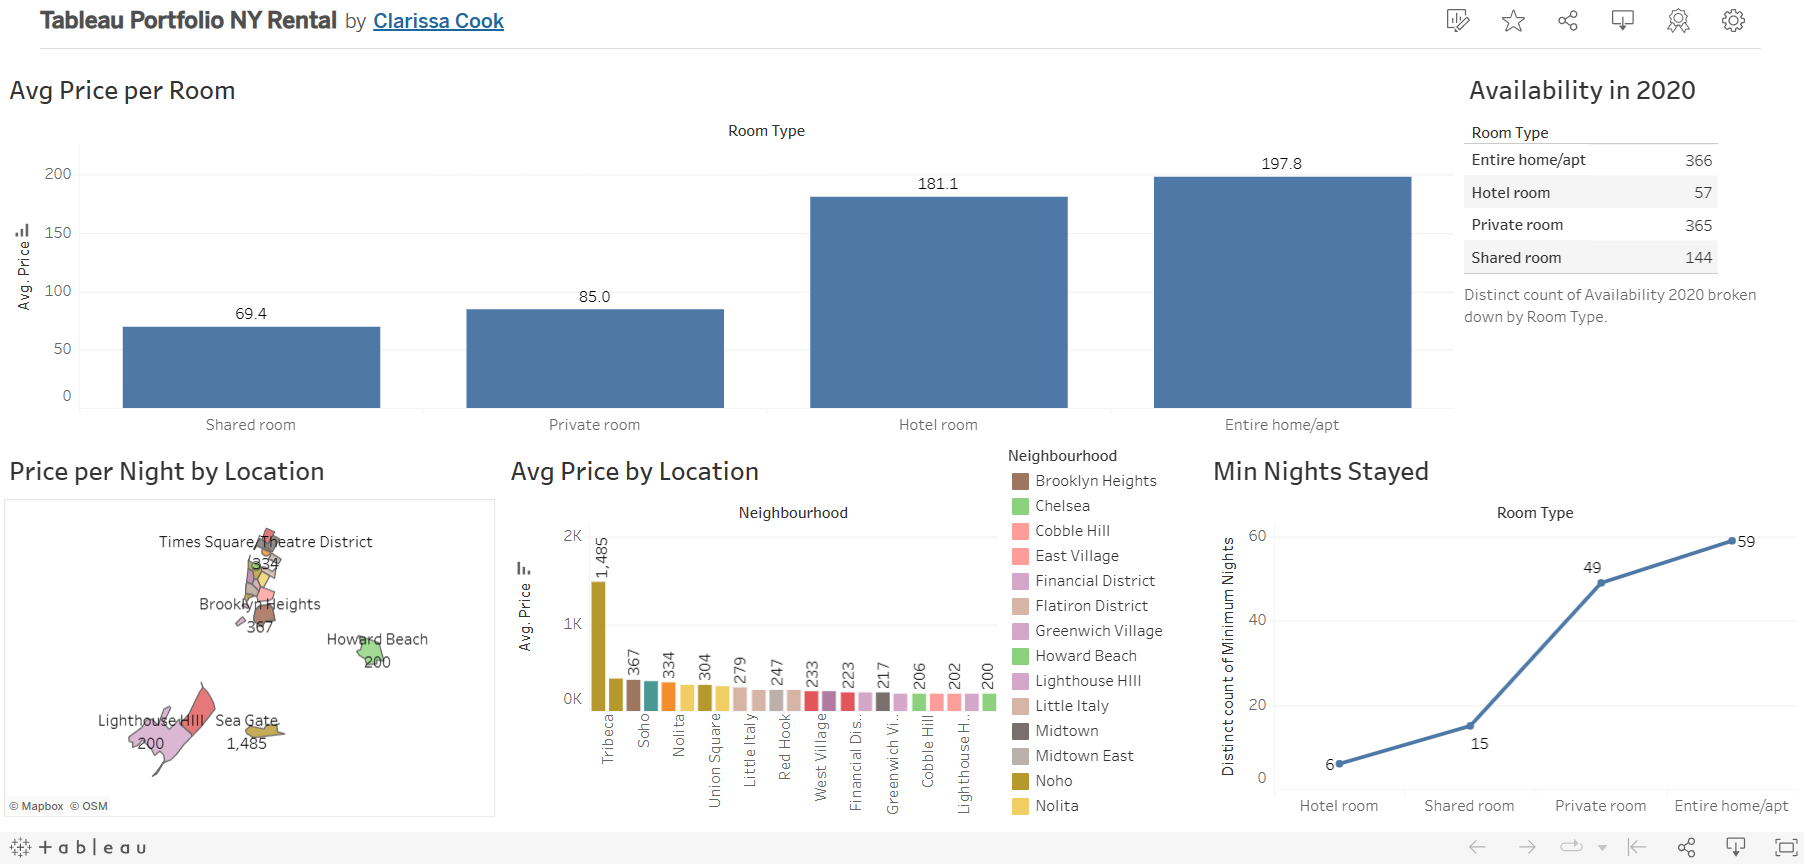 Tableau Portfolio NY Rental by Clarissa Cook
Avg Price per Room
Room Type
Avg. Price
200
150
100
50
0
69.4
85.0
181.1
197.8
Shared room
Private room
Hotel room
Entire home/apt
Availability in 2020
Room Type
Entire home/apt 366
Hotel room 57
Private room 365
Shared room 144
Distinct count of Availability 2020 broken
down by Room Type.
Price per Night by Location
Times Square/Theatre District
334
Brooklyn Heights
367
Howard Beach
200
Lighthouse HIll
200
Sea Gate
1,485
© Mapbox © OSM
Avg Price by Location
Neighbourhood
Avg. Price
2K
1K
0K
1,485
367
334
304
279
247
233
223
217
206
202
200
Tribeca
Soho
Nolita
Union Square
Little Italy
Red Hook
West Village
Financial Dis..
Greenwich Vi..
Cobble Hill
Lighthouse H..
Neighbourhood
Brooklyn Heights
Chelsea
Cobble Hill
East Village
Financial District
Flatiron District
Greenwich Village
Howard Beach
Lighthouse HIll
Little Italy
Midtown
Midtown East
Noho
Nolita
Min Nights Stayed
Room Type
Distinct count of Minimum Nights
60
40
20
0
6
15
49
59
Hotel room
Shared room
Private room
Entire home/apt
+ableau